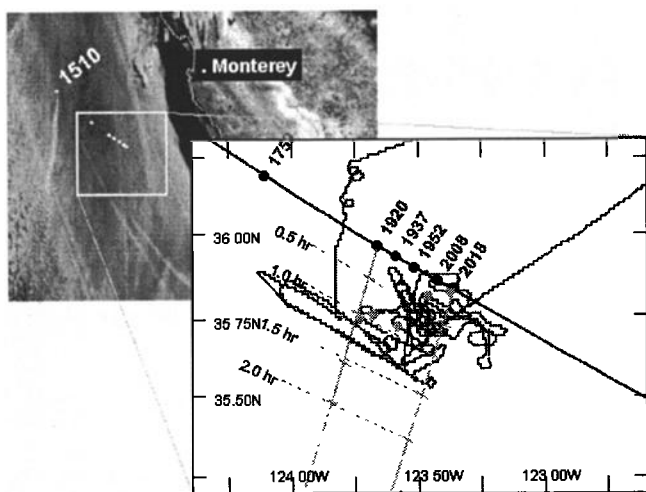 1510
. Monterey
1750
1920
1937
1952
2008
2018
36 00N
0.5 hr
1.0 hr
35.75N
1.5 hr
2.0 hr
35.50N
124 00W
123 50W
123 00W